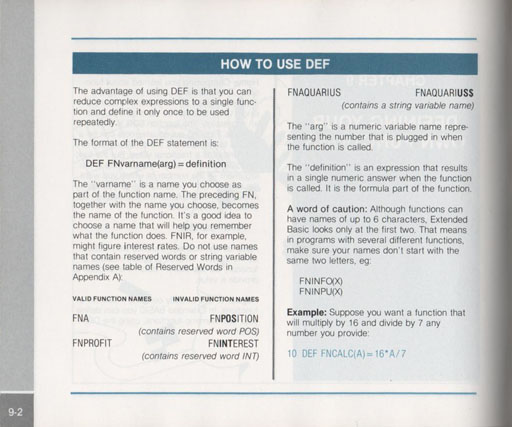 HOW TO USE DEF
The advantage of using DEF is that you can
reduce complex expressions to a single func-
tion and define it only once to be used
repeatedly.
The format of the DEF statement is:
DEF FNvarname(arg) = definition
The "varname" is a name you choose as
part of the function name. The preceding FN,
together with the name you choose, becomes
the name of the function. It's a good idea to
choose a name that will help you remember
what the function does. FNIR, for example,
might figure interest rates. Do not use names
that contain reserved words or string variable
names (see table of Reserved Words in
Appendix A):
VALID FUNCTION NAMES INVALID FUNCTION NAMES
FNA FNPOSITION
(contains reserved word POS)
FNPROFIT FNINTEREST
(contains reserved word INT)
FNAQUARIUS FNAQUARIUS$
(contains a string variable name)
The "arg" is a numeric variable name repre-
senting the number that is plugged in when
the function is called.
The "definition" is an expression that results
in a single numeric answer when the function
is called. It is the formula part of the function.
A word of caution: Although functions can
have names of up to 6 characters, Extended
Basic looks only at the first two. That means
in programs with several different functions,
make sure your names don't start with the
same two letters, eg:
FNINFO(X)
FNINPU(X)
Example: Suppose you want a function that
will multiply by 16 and divide by 7 any
number you provide:
10 DEF FNCALC(A)=16*A/7
9-2